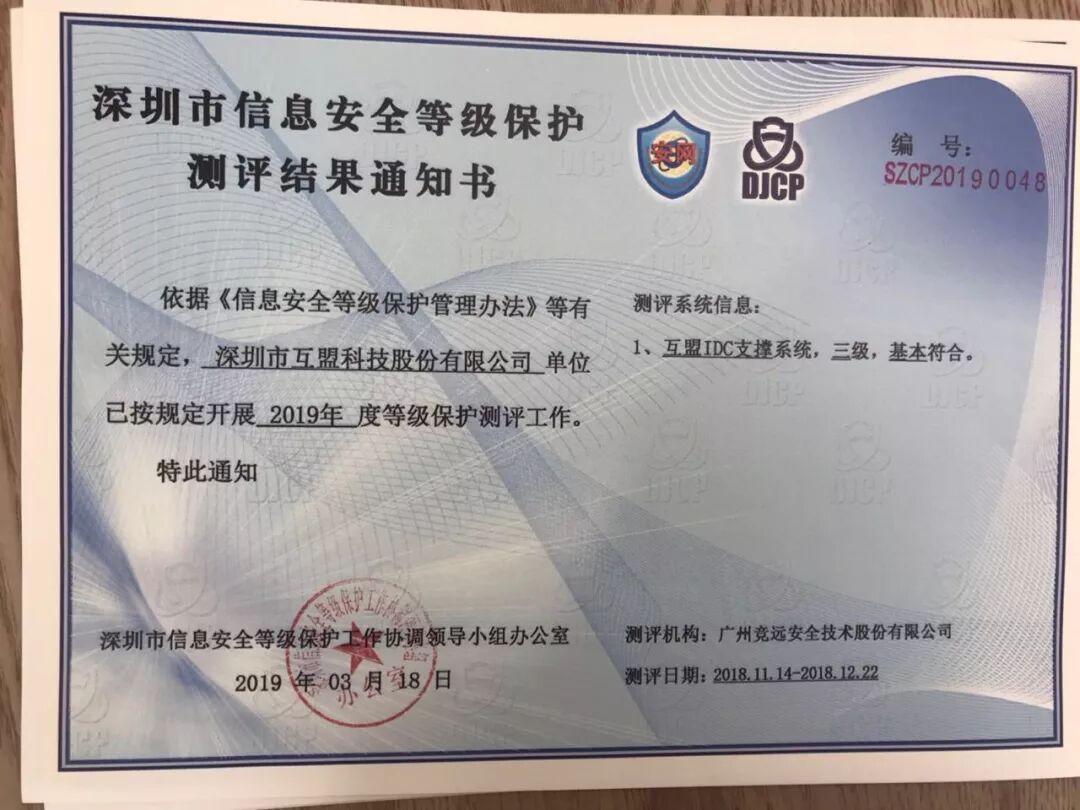 深圳市信息安全等级保护
测评结果通知书
安网
DJCP
编 号：
SZCP20190048
依据《信息安全等级保护管理办法》等有
关规定，深圳市互盟科技股份有限公司 单位
已按规定开展 2019年 度等级保护测评工作。
特此通知
测评系统信息：
1、互盟IDC支撑系统，三级，基本符合。
深圳市信息安全等级保护工作协调领导小组办公室
2019 年 03 月 18 日
办公室
测评机构：广州竞远安全技术股份有限公司
测评日期：2018.11.14-2018.12.22